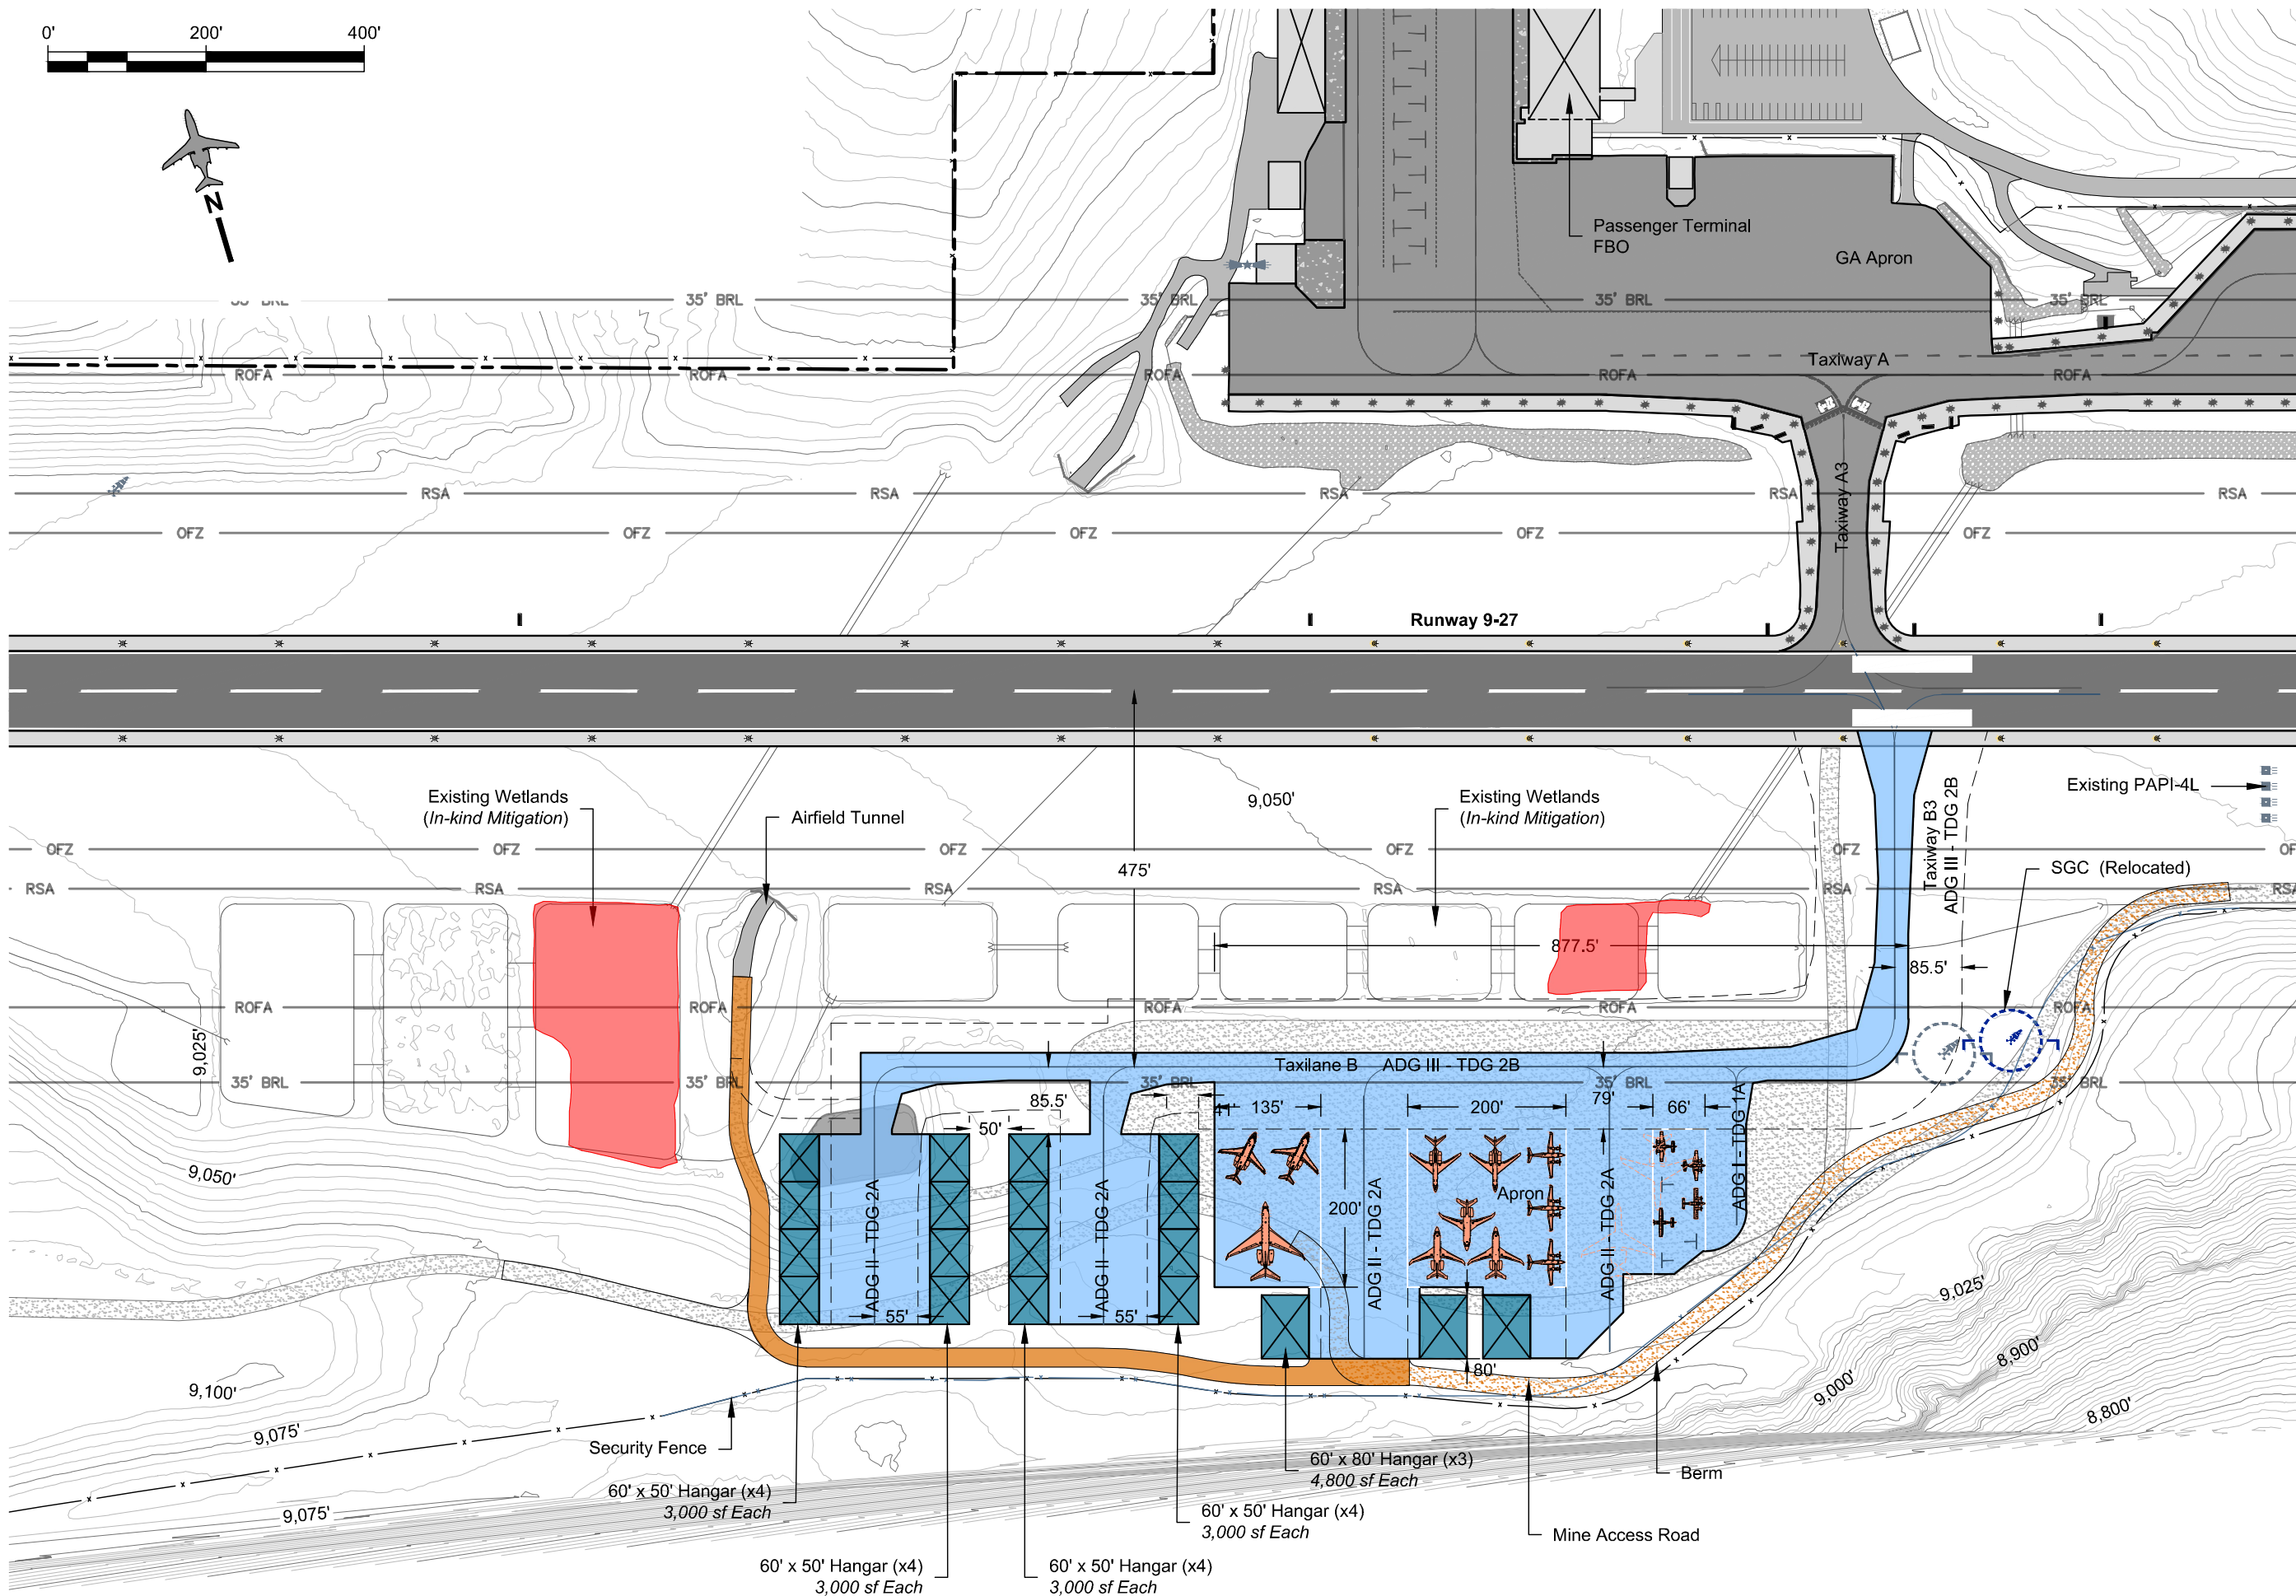 0' 200' 400'
N
Passenger Terminal
FBO
GA Apron
35' BRL 35' BRL 35' BRL 35' BRL 35' BRL
Taxiway A
ROFA ROFA ROFA ROFA ROFA
RSA RSA RSA RSA RSA
Taxiway A3
OFZ OFZ OFZ OFZ OFZ
Runway 9-27
Existing Wetlands
(In-kind Mitigation)
Airfield Tunnel
9,050'
Existing Wetlands
(In-kind Mitigation)
Existing PAPI-4L
Taxiway B3
ADG III - TDG 2B
OFZ OFZ OFZ OFZ OFZ
475'
SGC (Relocated)
RSA RSA RSA RSA RSA RSA
877.5'
85.5'
ROFA ROFA ROFA ROFA ROFA
9,025'
Taxilane B ADG III - TDG 2B
35' BRL 35' BRL 35' BRL 35' BRL 35' BRL
85.5'
135'
200'
79'
66'
50'
9,050'
ADG II - TDG 2A
ADG II - TDG 2A
200'
ADG II - TDG 2A
Apron
ADG II - TDG 2A
ADG I - TDG 1A
55'
55'
9,025'
8,900'
9,000'
8,800'
80'
9,100'
9,075'
Security Fence
60' x 80' Hangar (x3)
4,800 sf Each
Berm
60' x 50' Hangar (x4)
3,000 sf Each
9,075'
60' x 50' Hangar (x4)
3,000 sf Each
Mine Access Road
60' x 50' Hangar (x4)
3,000 sf Each
60' x 50' Hangar (x4)
3,000 sf Each